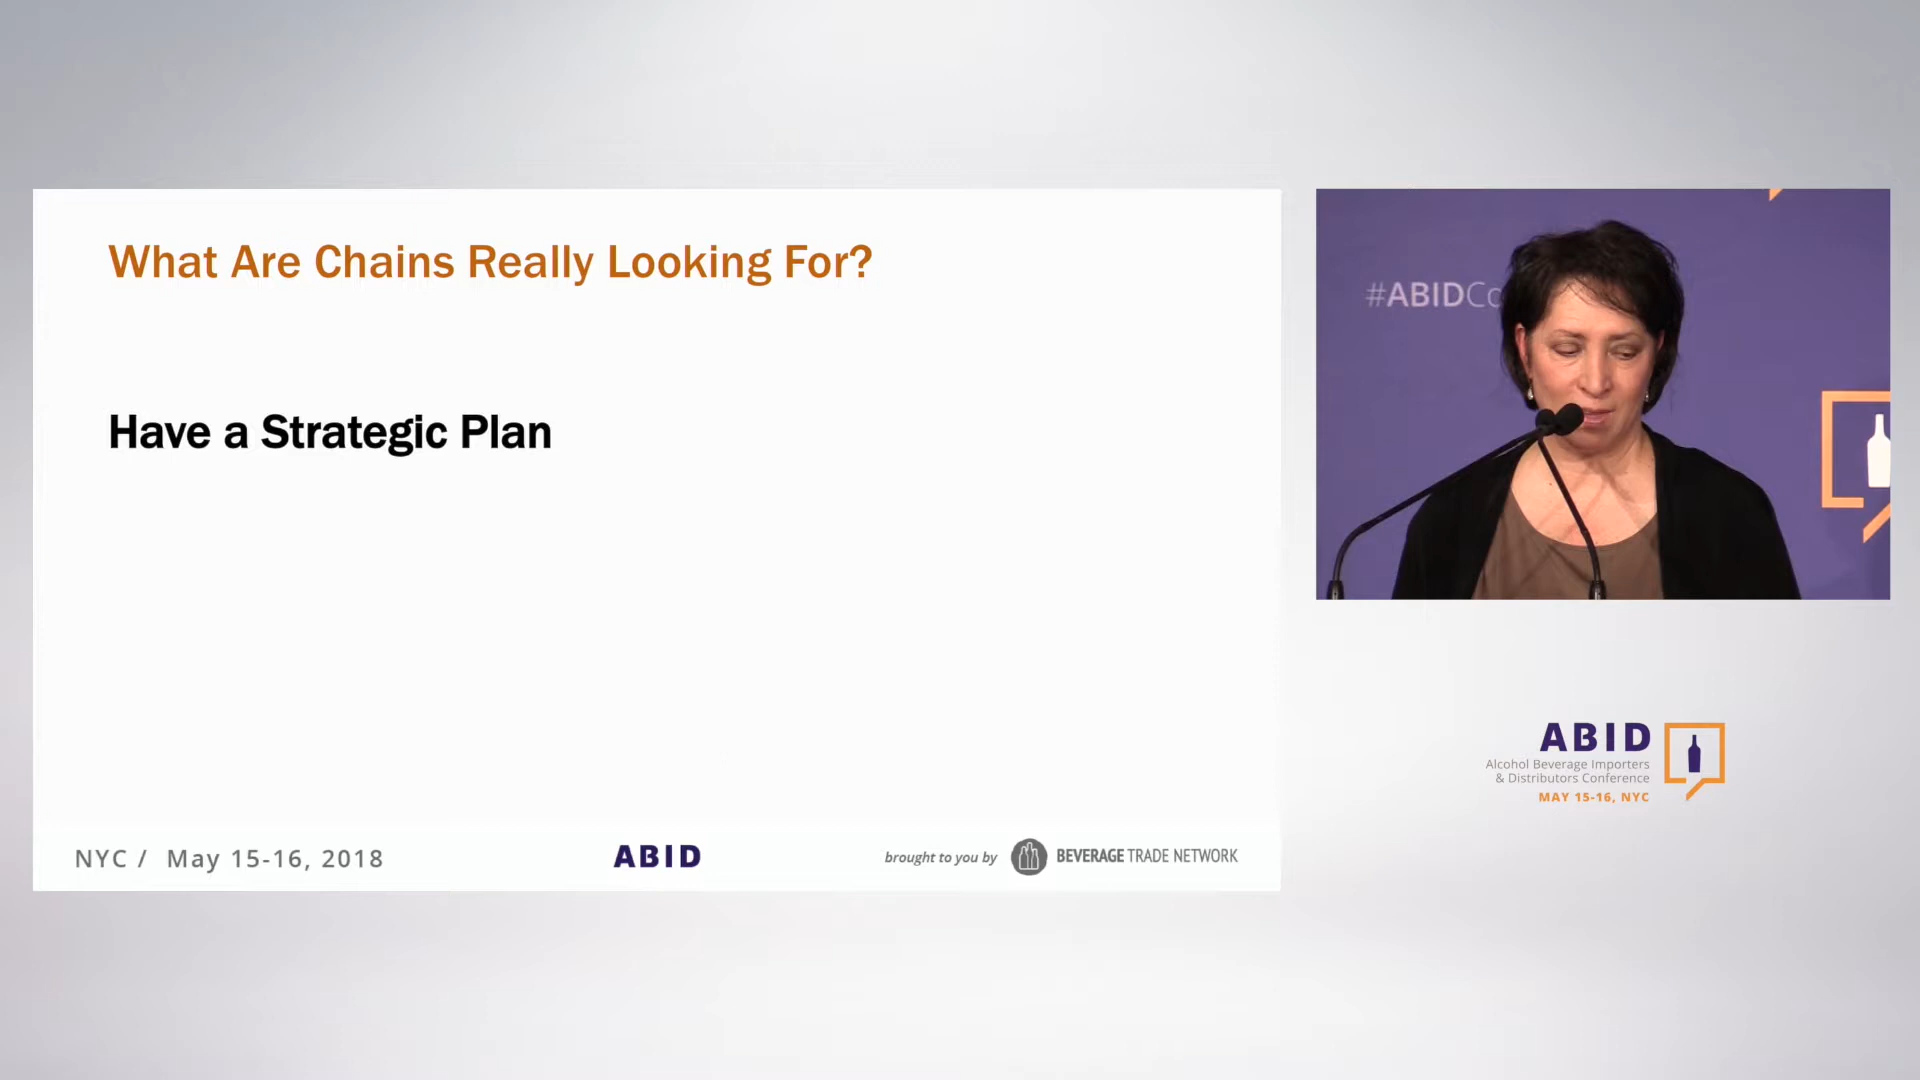 What Are Chains Really Looking For?
Have a Strategic Plan
NYC / May 15-16, 2018
ABID
brought to you by
BEVERAGE TRADE NETWORK
#ABIDCo
ABID
Alcohol Beverage Importers
& Distributors Conference
MAY 15-16, NYC